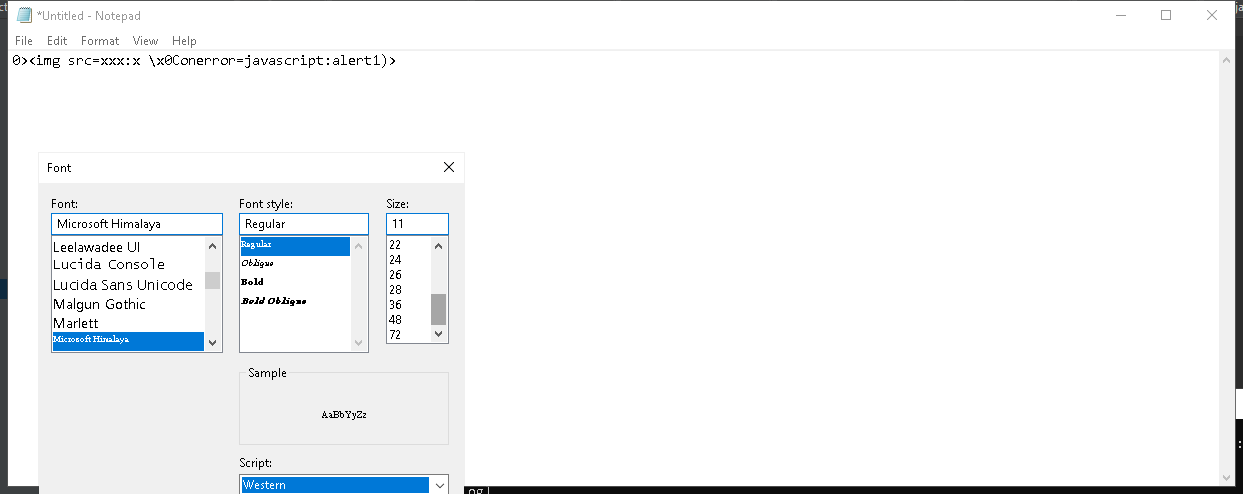 *Untitled - Notepad
File Edit Format View Help
0><img src=xxx:x \x0Conerror=javascript:alert1)>
Font
Font: Font style: Size:
Microsoft Himalaya Regular 11
Leelawadee UI
Lucida Console
Lucida Sans Unicode
Malgun Gothic
Marlett
Microsoft Himalaya
Regular
Oblique
Bold
Bold Oblique
22
24
26
28
36
48
72
Sample
AaBbYyZz
Script:
Western